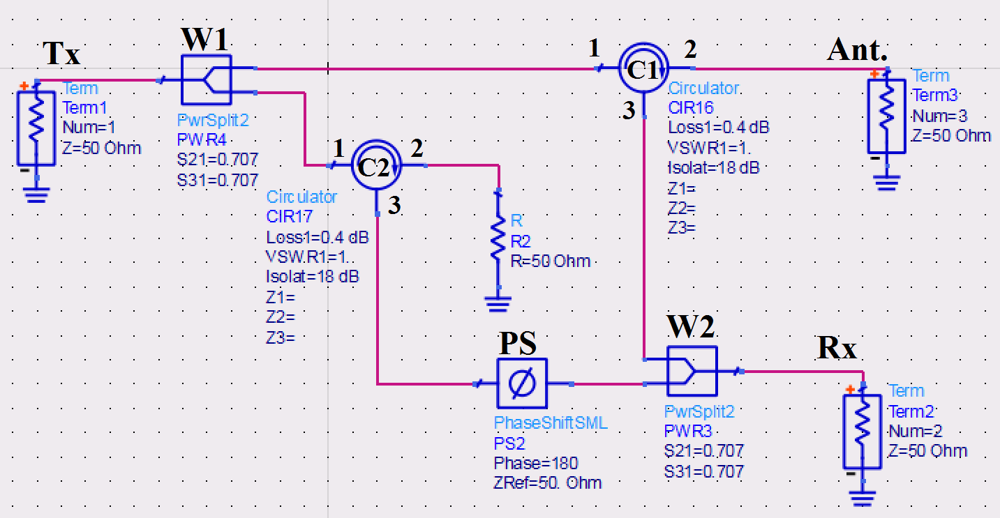 Tx
W1
1
2
Ant.
C1
Term
Term1
Num=1
Z=50 Ohm
PwrSplit2
PWR4
S21=0.707
S31=0.707
3
Circulator
CIR16
Loss1=0.4 dB
VSWR1=1.
Isolat=18 dB
Z1=
Z2=
Z3=
Term
Term3
Num=3
Z=50 Ohm
1
2
C2
3
Circulator
CIR17
Loss1=0.4 dB
VSWR1=1.
Isolat=18 dB
Z1=
Z2=
Z3=
R
R2
R=50 Ohm
PS
PhaseShiftSML
PS2
Phase=180
ZRef=50. Ohm
W2
PwrSplit2
PWR3
S21=0.707
S31=0.707
Rx
Term
Term2
Num=2
Z=50 Ohm